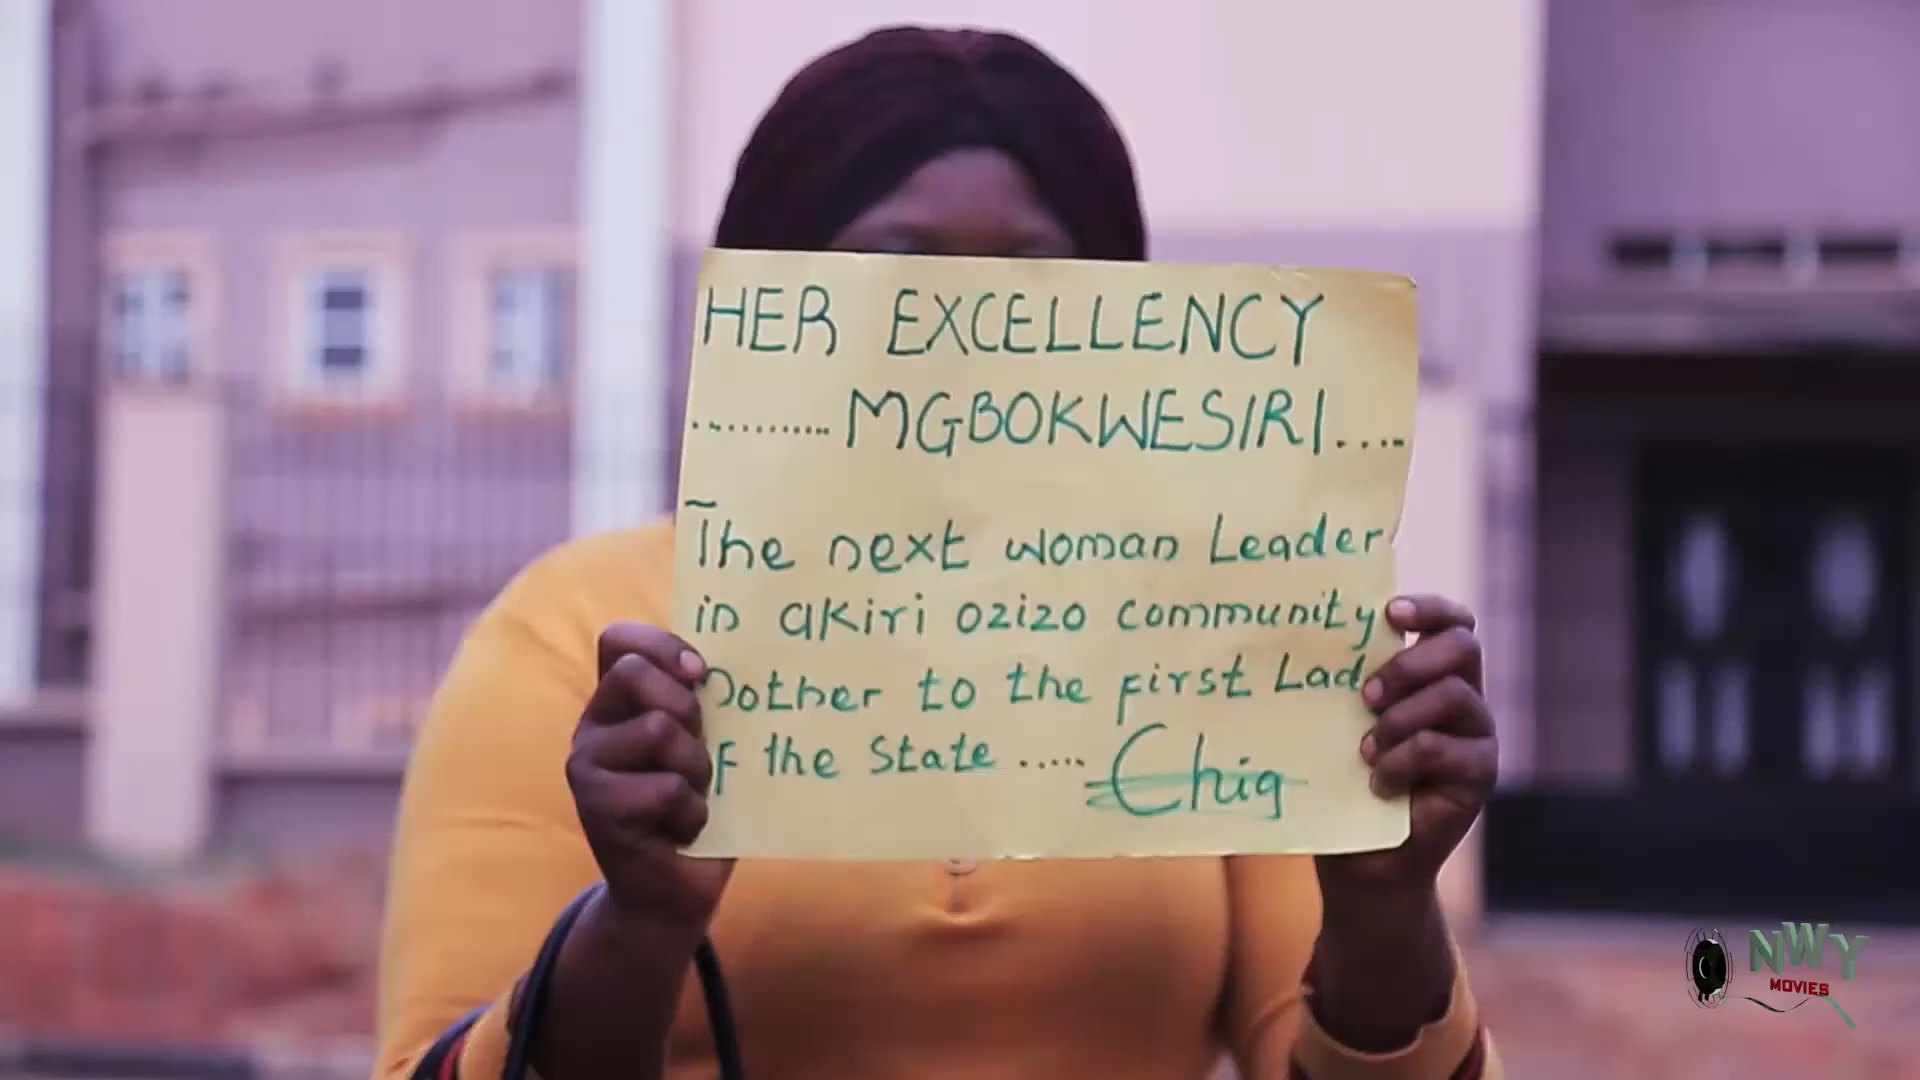 HER EXCELLENCY
........... MGBOKWESIRI....
The next woman Leader
in akiri ozizo community
mother to the first Lad
of the State ..... Chig
NWY
MOVIES